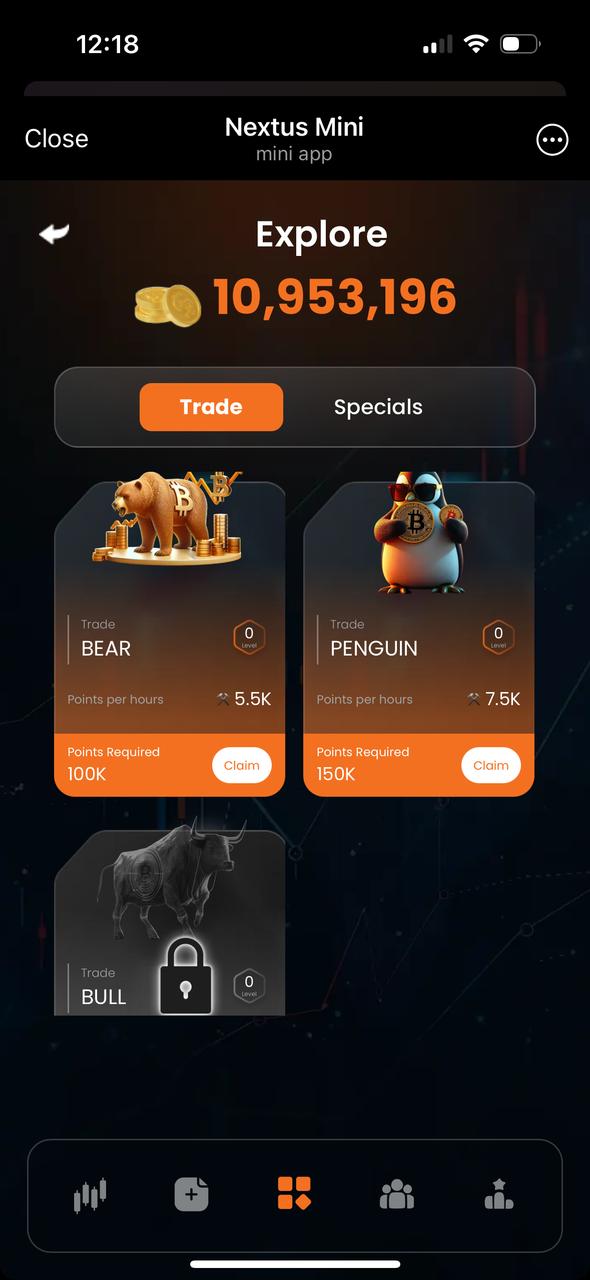 12:18
Close
Nextus Mini
mini app
Explore
10,953,196
Trade
Specials
Trade
BEAR
0
Level
Points per hours
5.5K
Points Required
100K
Claim
Trade
PENGUIN
0
Level
Points per hours
7.5K
Points Required
150K
Claim
Trade
BULL
0
Level